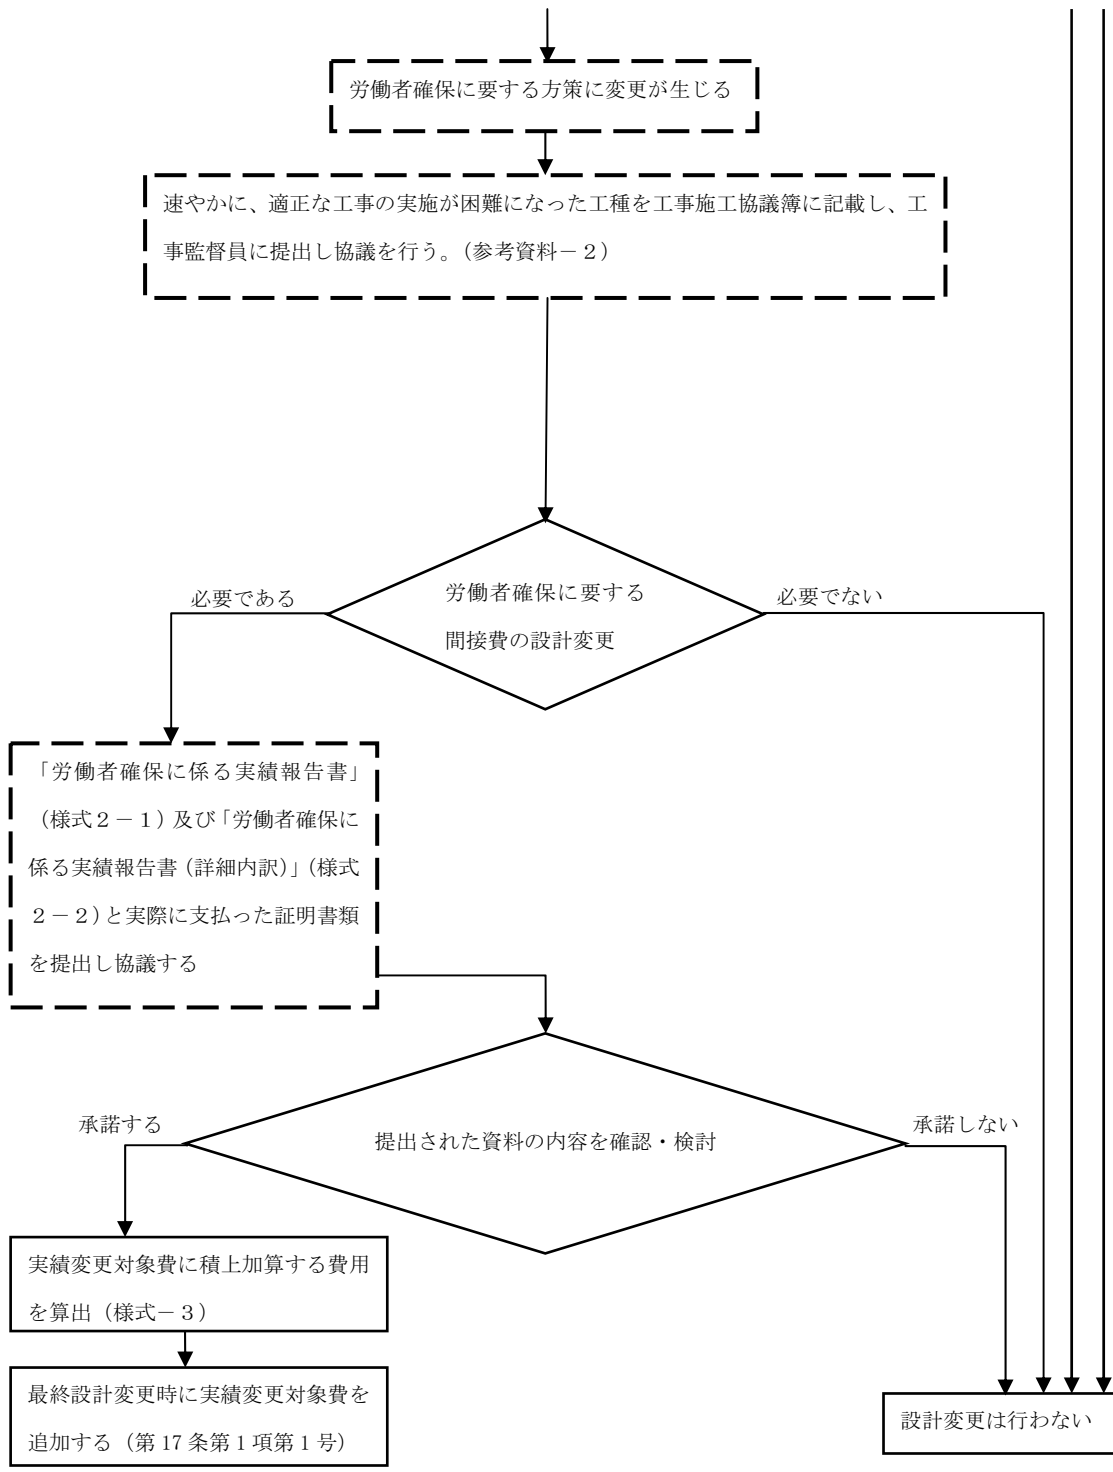 労働者確保に要する方策に変更が生じる
速やかに、適正な工事の実施が困難になった工種を工事施工協議簿に記載し、工
事監督員に提出し協議を行う。（参考資料－２）
労働者確保に要する
間接費の設計変更
必要である
必要でない
「労働者確保に係る実績報告書」
（様式２－１）及び「労働者確保に
係る実績報告書（詳細内訳）」（様式
２－２）と実際に支払った証明書類
を提出し協議する
提出された資料の内容を確認・検討
承諾する
承諾しない
実績変更対象費に積上加算する費用
を算出（様式－３）
最終設計変更時に実績変更対象費を
追加する（第 17 条第 1 項第 1 号）
設計変更は行わない